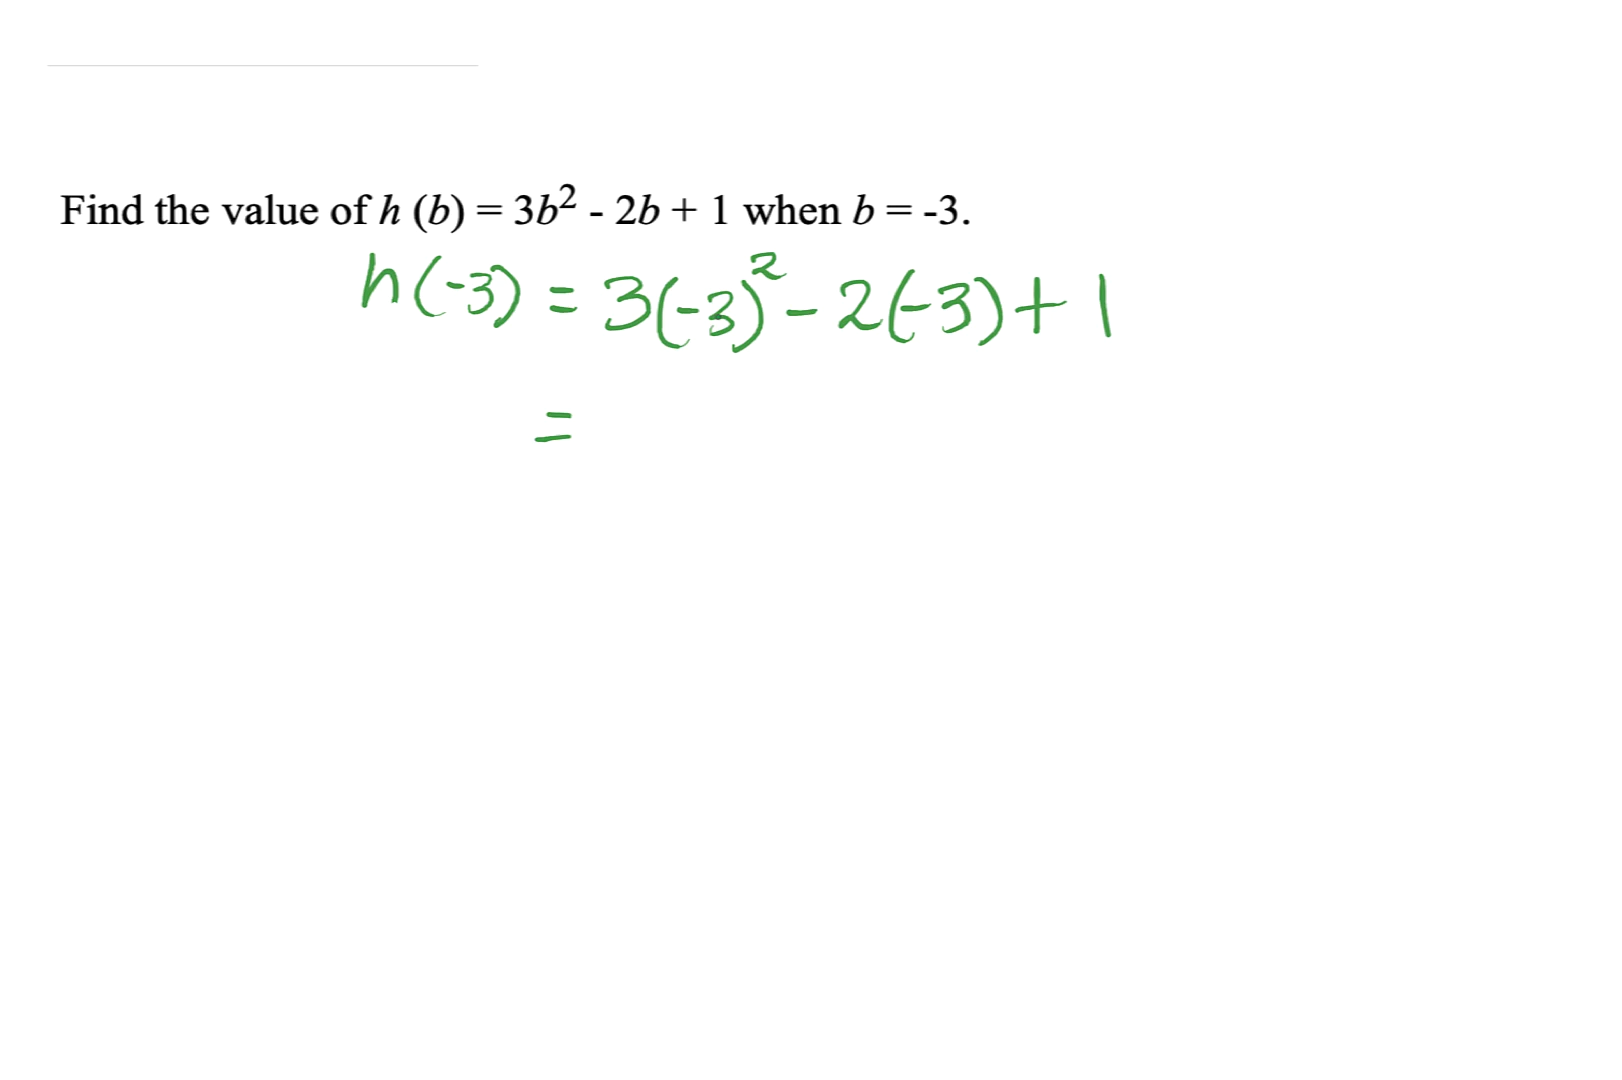 Find the value of h (b) = 3b² - 2b + 1 when b = -3.
h(-3) = 3(-3)² - 2(-3) + 1
=